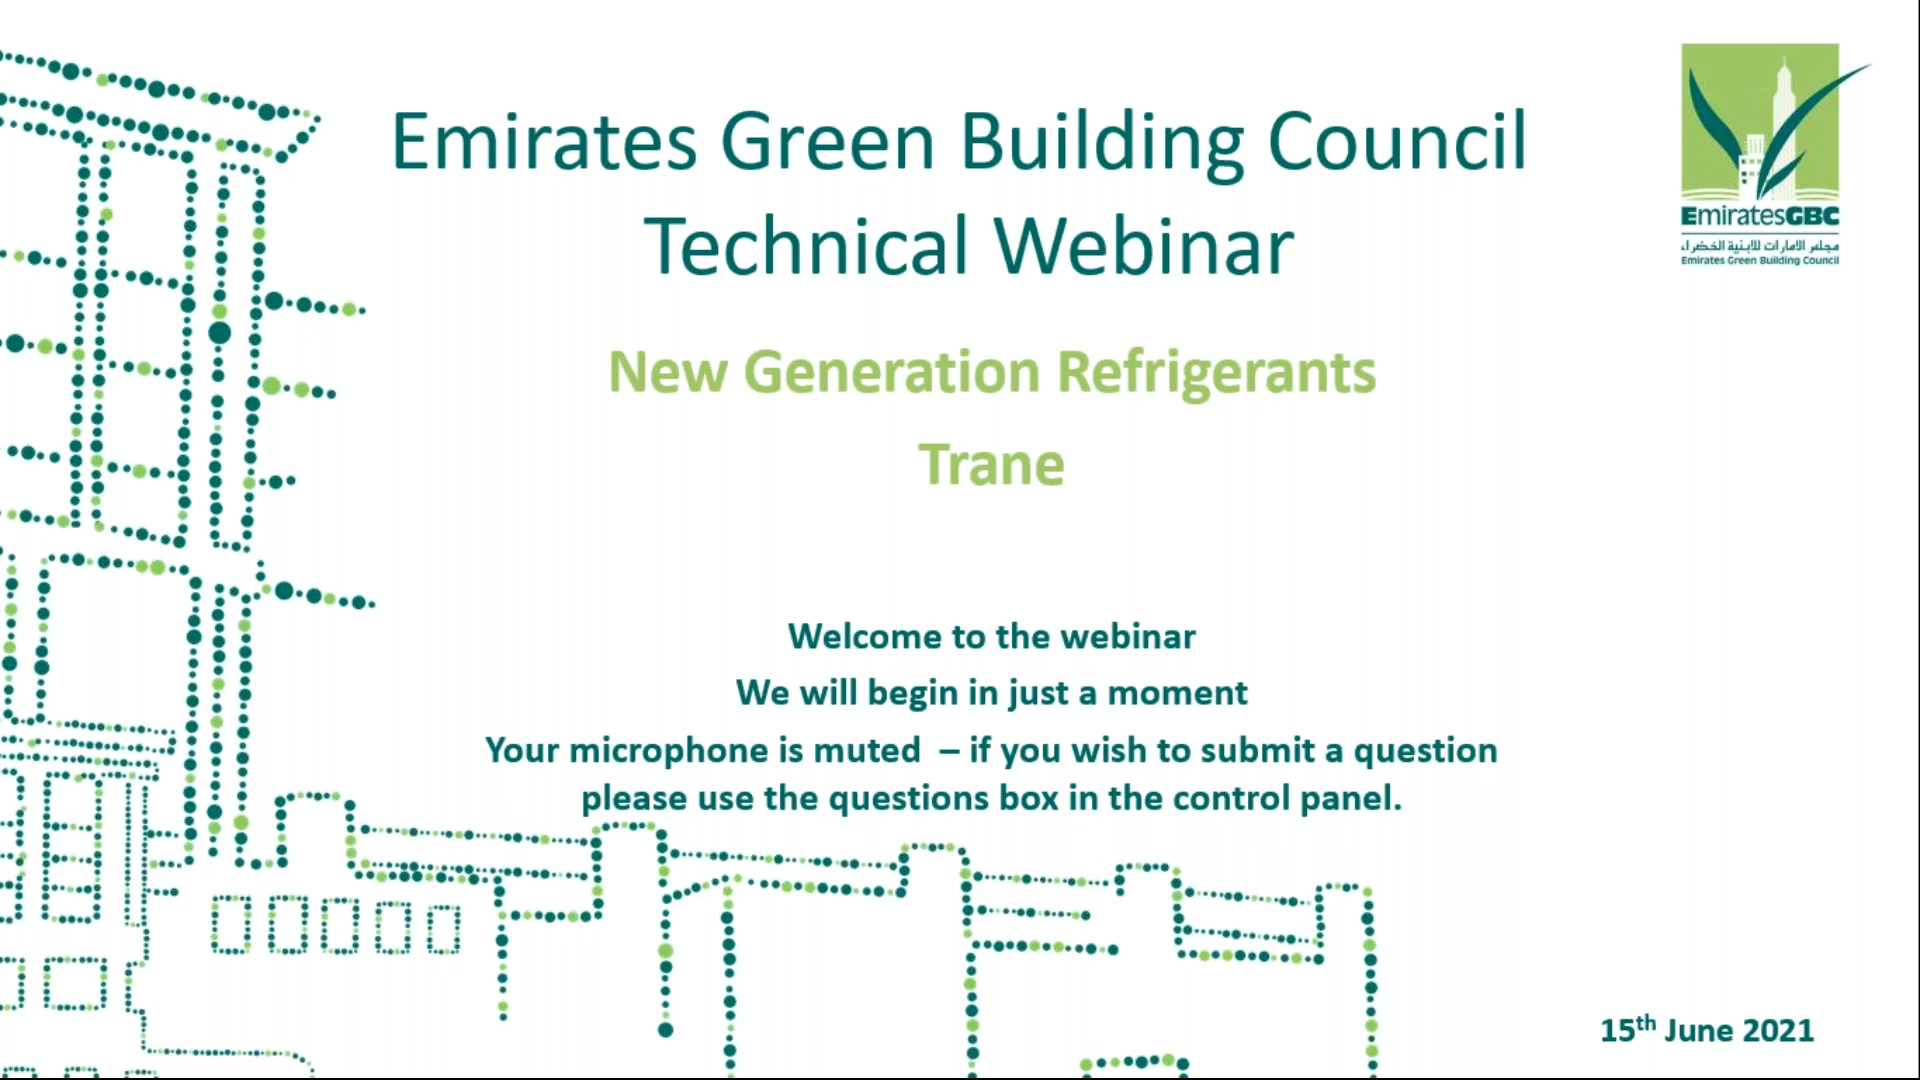 Emirates Green Building Council
Technical Webinar
EmiratesGBC
مجلس الامارات للابنية الخضراء
Emirates Green Building Council
New Generation Refrigerants
Trane
Welcome to the webinar
We will begin in just a moment
Your microphone is muted – if you wish to submit a question
please use the questions box in the control panel.
15th June 2021